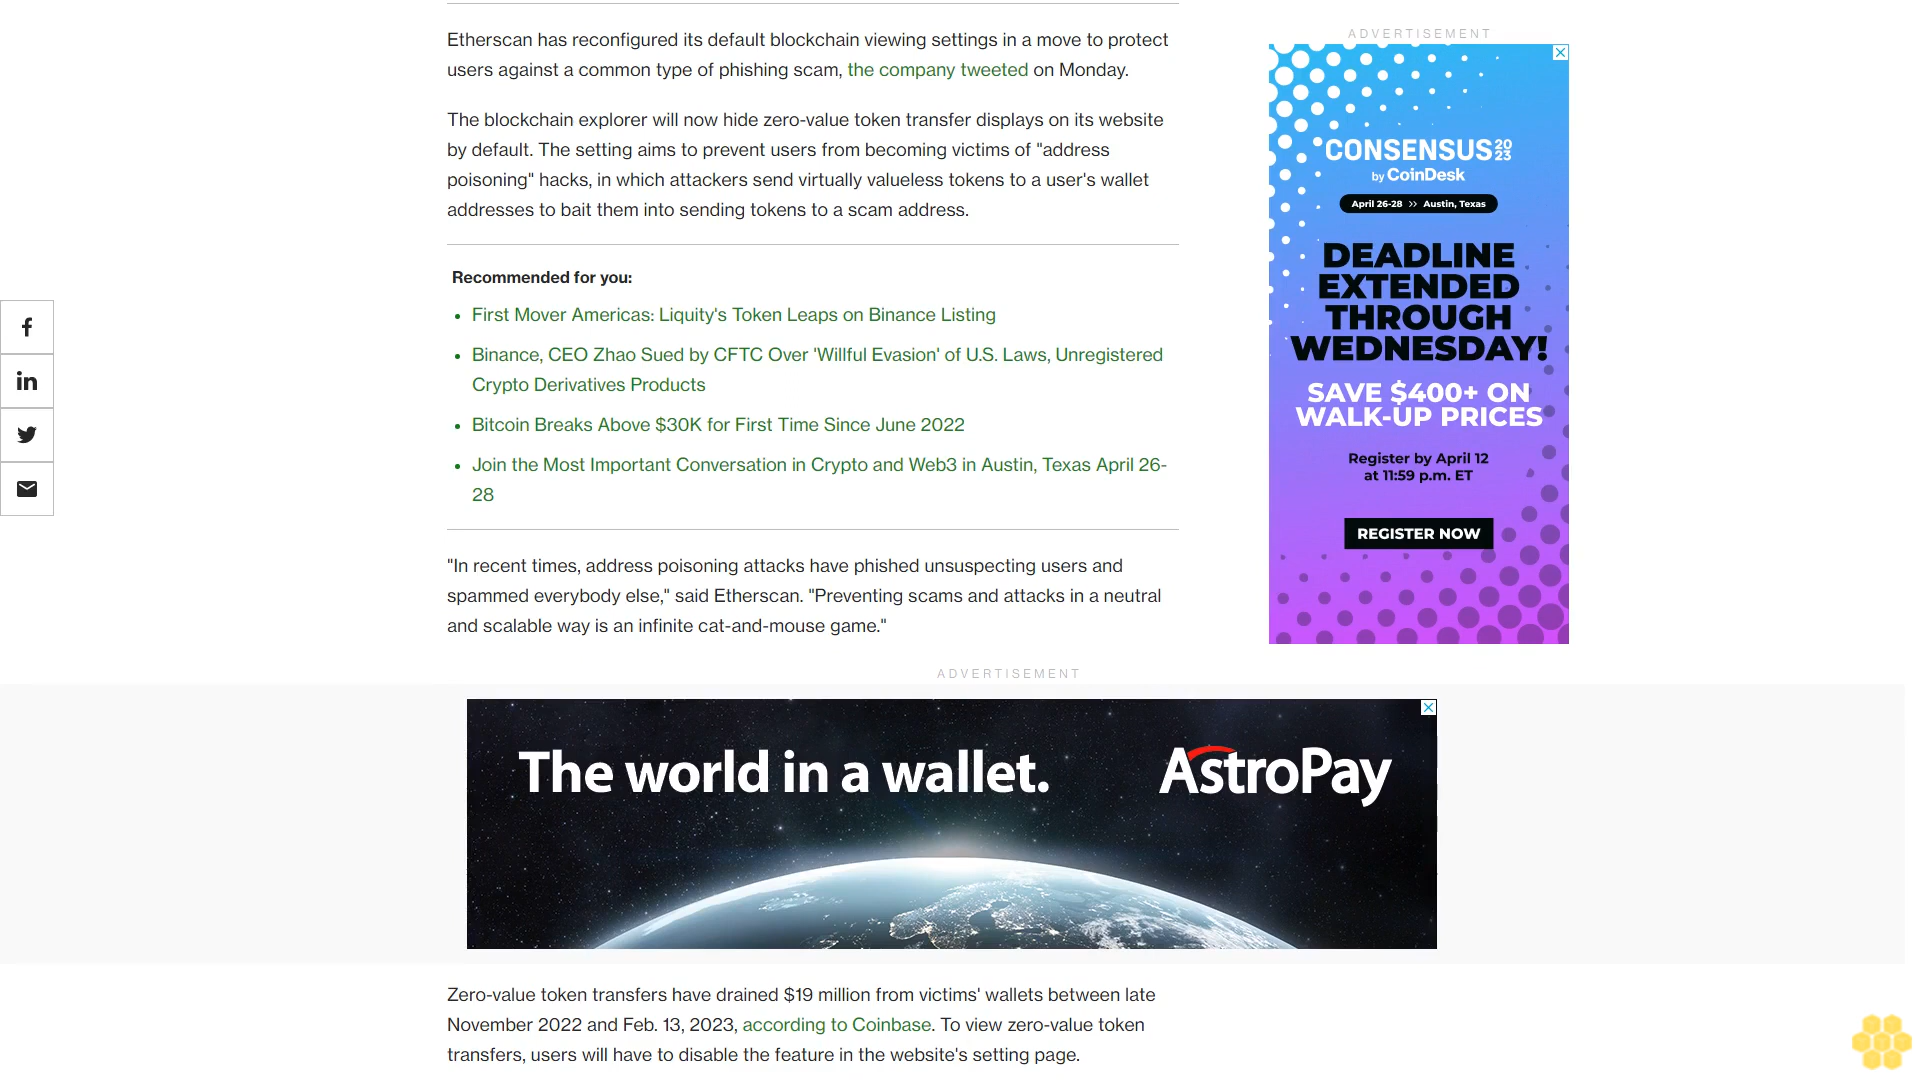 Etherscan has reconfigured its default blockchain viewing settings in a move to protect
users against a common type of phishing scam, the company tweeted on Monday.
The blockchain explorer will now hide zero-value token transfer displays on its website
by default. The setting aims to prevent users from becoming victims of "address
poisoning" hacks, in which attackers send virtually valueless tokens to a user's wallet
addresses to bait them into sending tokens to a scam address.
Recommended for you:
• First Mover Americas: Liquity's Token Leaps on Binance Listing
• Binance, CEO Zhao Sued by CFTC Over 'Willful Evasion' of U.S. Laws, Unregistered
Crypto Derivatives Products
• Bitcoin Breaks Above $30K for First Time Since June 2022
• Join the Most Important Conversation in Crypto and Web3 in Austin, Texas April 26-
28
"In recent times, address poisoning attacks have phished unsuspecting users and
spammed everybody else," said Etherscan. "Preventing scams and attacks in a neutral
and scalable way is an infinite cat-and-mouse game."
ADVERTISEMENT
CONSENSUS 2023
by CoinDesk
April 26-28 >> Austin, Texas
DEADLINE
EXTENDED
THROUGH
WEDNESDAY!
SAVE $400+ ON
WALK-UP PRICES
Register by April 12
at 11:59 p.m. ET
REGISTER NOW
ADVERTISEMENT
The world in a wallet.
AstroPay
Zero-value token transfers have drained $19 million from victims' wallets between late
November 2022 and Feb. 13, 2023, according to Coinbase. To view zero-value token
transfers, users will have to disable the feature in the website's setting page.